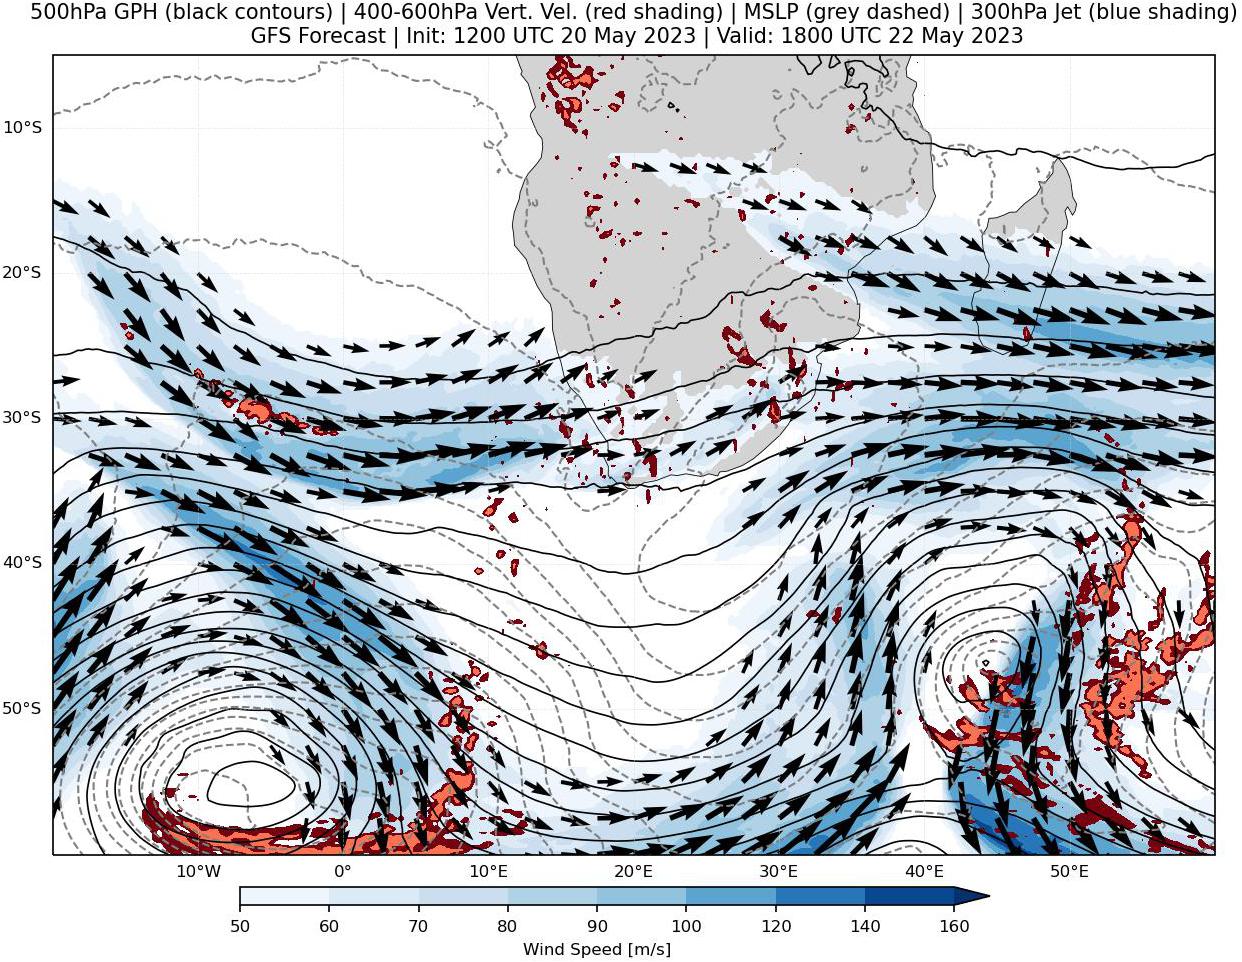 500hPa GPH (black contours) | 400-600hPa Vert. Vel. (red shading) | MSLP (grey dashed) | 300hPa Jet (blue shading)
GFS Forecast | Init: 1200 UTC 20 May 2023 | Valid: 1800 UTC 22 May 2023
10°S
20°S
30°S
40°S
50°S
10°W 0° 10°E 20°E 30°E 40°E 50°E
50 60 70 80 90 100 120 140 160
Wind Speed [m/s]